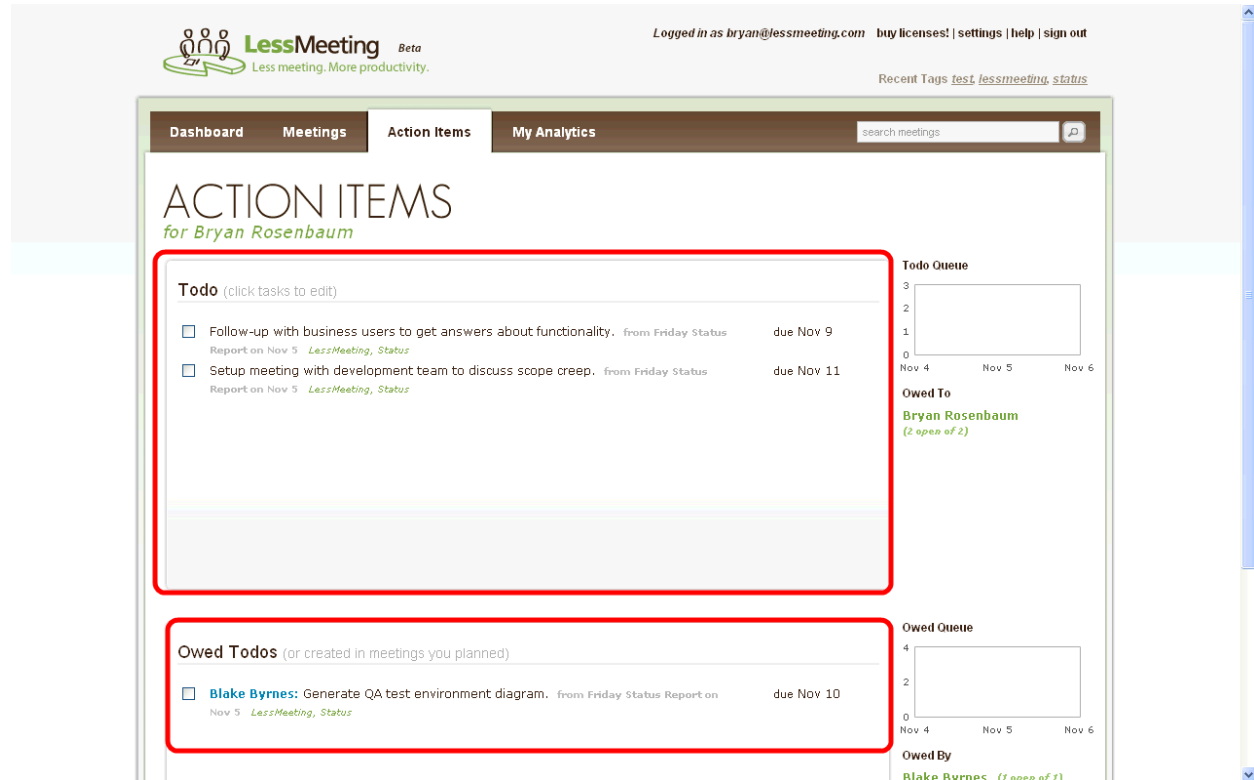 LessMeeting Beta
Less meeting. More productivity.
Logged in as bryan@lessmeeting.com buy licenses! | settings | help | sign out
Recent Tags test, lessmeeting, status
Dashboard Meetings Action Items My Analytics search meetings
ACTION ITEMS
for Bryan Rosenbaum
Todo (click tasks to edit)
Follow-up with business users to get answers about functionality. from Friday Status due Nov 9
Report on Nov 5 LessMeeting, Status
Setup meeting with development team to discuss scope creep. from Friday Status due Nov 11
Report on Nov 5 LessMeeting, Status
Todo Queue
3
2
1
0
Nov 4 Nov 5 Nov 6
Owed To
Bryan Rosenbaum
(2 open of 2)
Owed Todos (or created in meetings you planned)
Blake Byrnes: Generate QA test environment diagram. from Friday Status Report on due Nov 10
Nov 5 LessMeeting, Status
Owed Queue
4
2
0
Nov 4 Nov 5 Nov 6
Owed By
Blake Byrnes (1 open of 1)